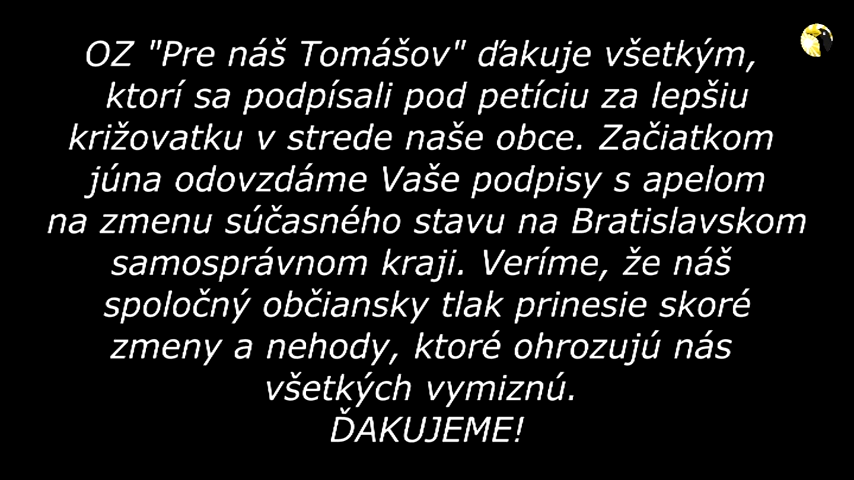 OZ "Pre náš Tomášov" ďakuje všetkým,
ktorí sa podpísali pod petíciu za lepšiu
križovatku v strede naše obce. Začiatkom
júna odovzdáme Vaše podpisy s apelom
na zmenu súčasného stavu na Bratislavskom
samosprávnom kraji. Veríme, že náš
spoločný občiansky tlak prinesie skoré
zmeny a nehody, ktoré ohrozujú nás
všetkých vymiznú.
ĎAKUJEME!